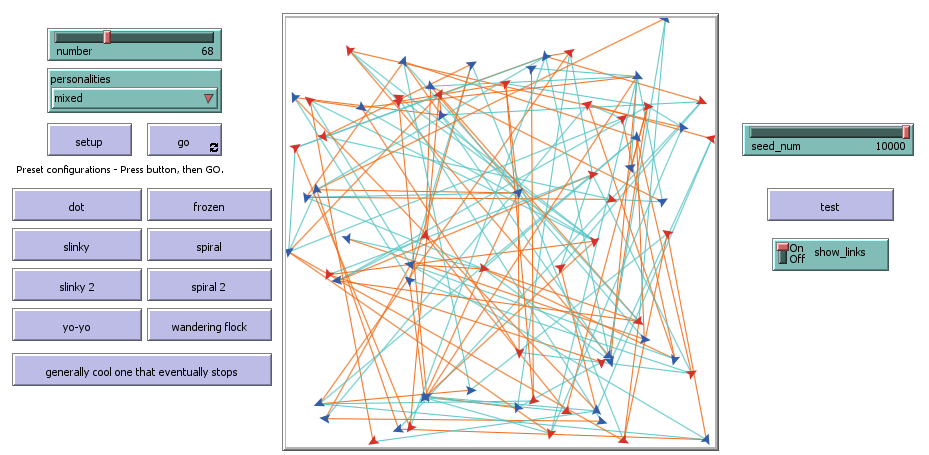 number 68
personalities
mixed
setup
go
Preset configurations - Press button, then GO.
dot
frozen
slinky
spiral
slinky 2
spiral 2
yo-yo
wandering flock
generally cool one that eventually stops
seed_num 10000
test
On
Off
show_links